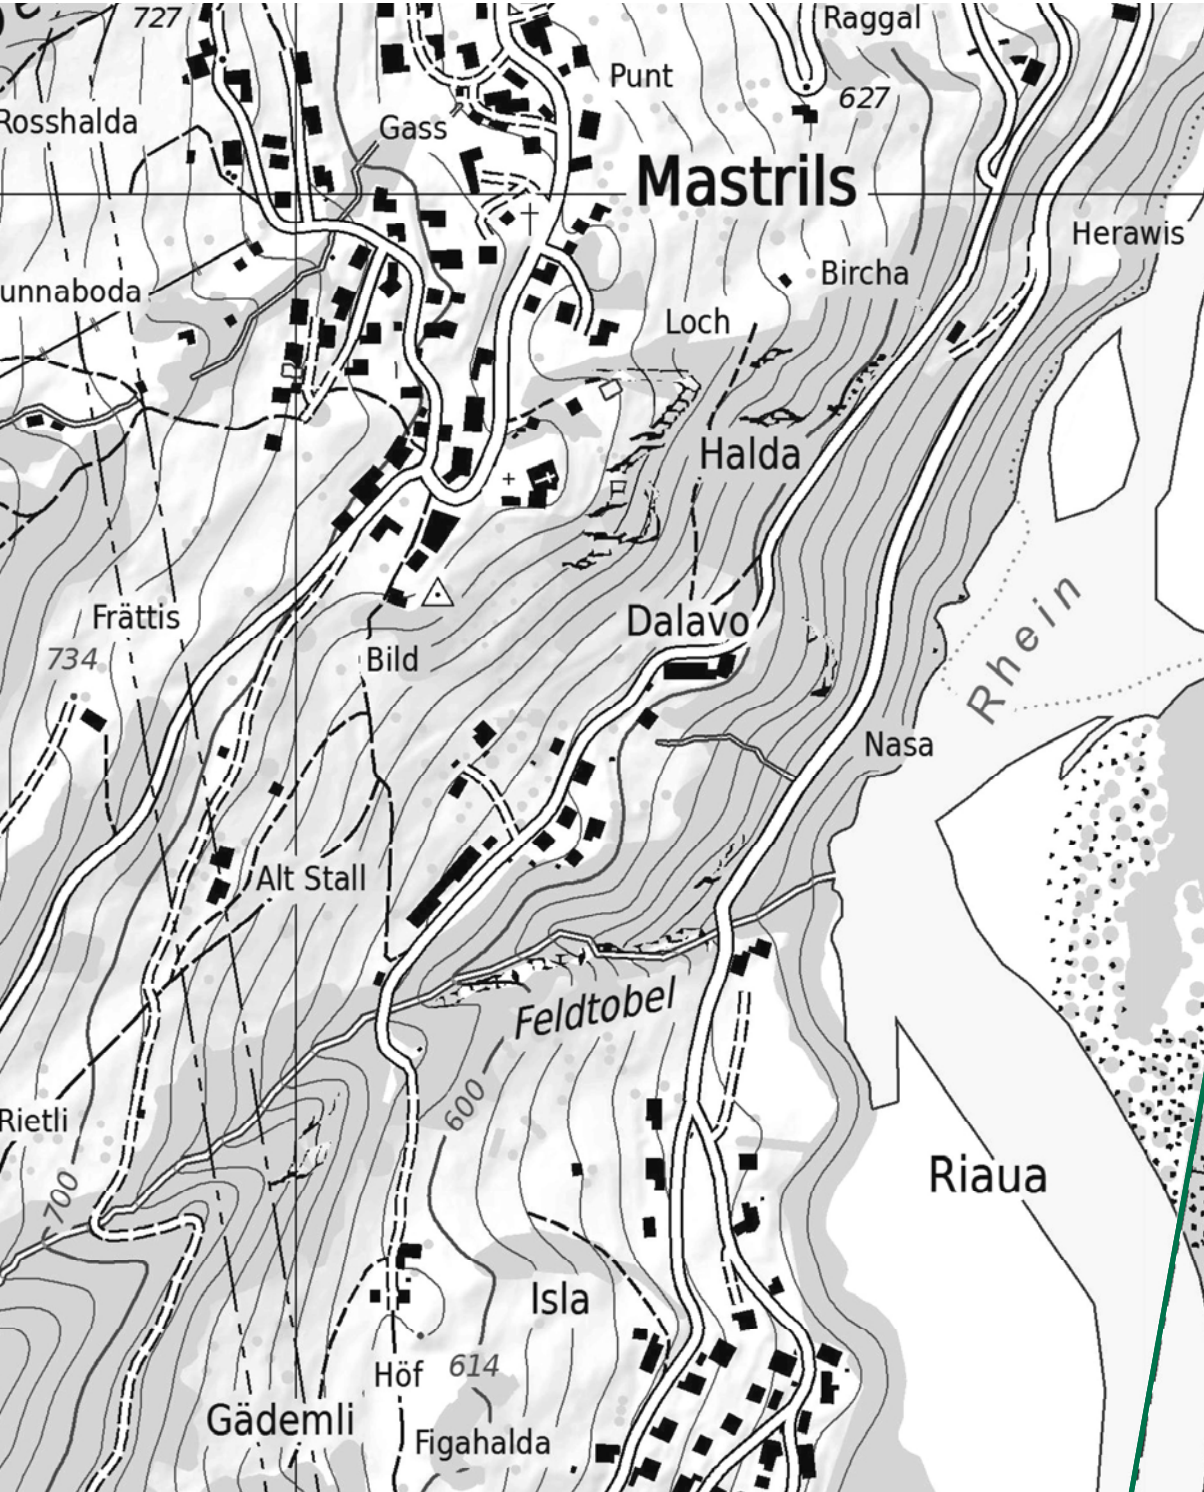 727
Raggal
Punt
627
Rosshalda
Gass
Mastrils
Herawis
Bircha
unnaboda
Loch
Halda
Rhein
Frättis
Dalavo
734
Bild
Nasa
Alt Stall
Feldtobel
600
Rietli
Riaua
700
Isla
Höf
614
Gädemli
Figahalda